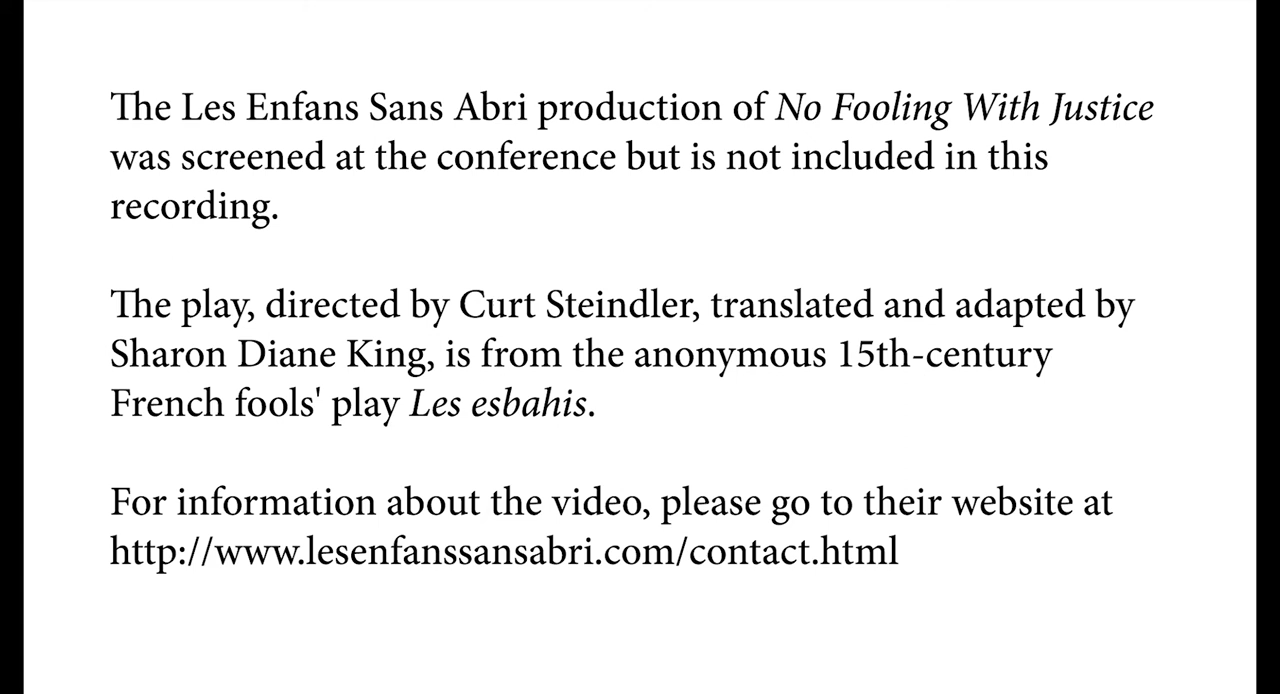 The Les Enfans Sans Abri production of No Fooling With Justice
was screened at the conference but is not included in this
recording.
The play, directed by Curt Steindler, translated and adapted by
Sharon Diane King, is from the anonymous 15th-century
French fools' play Les esbahis.
For information about the video, please go to their website at
http://www.lesenfanssansabri.com/contact.html